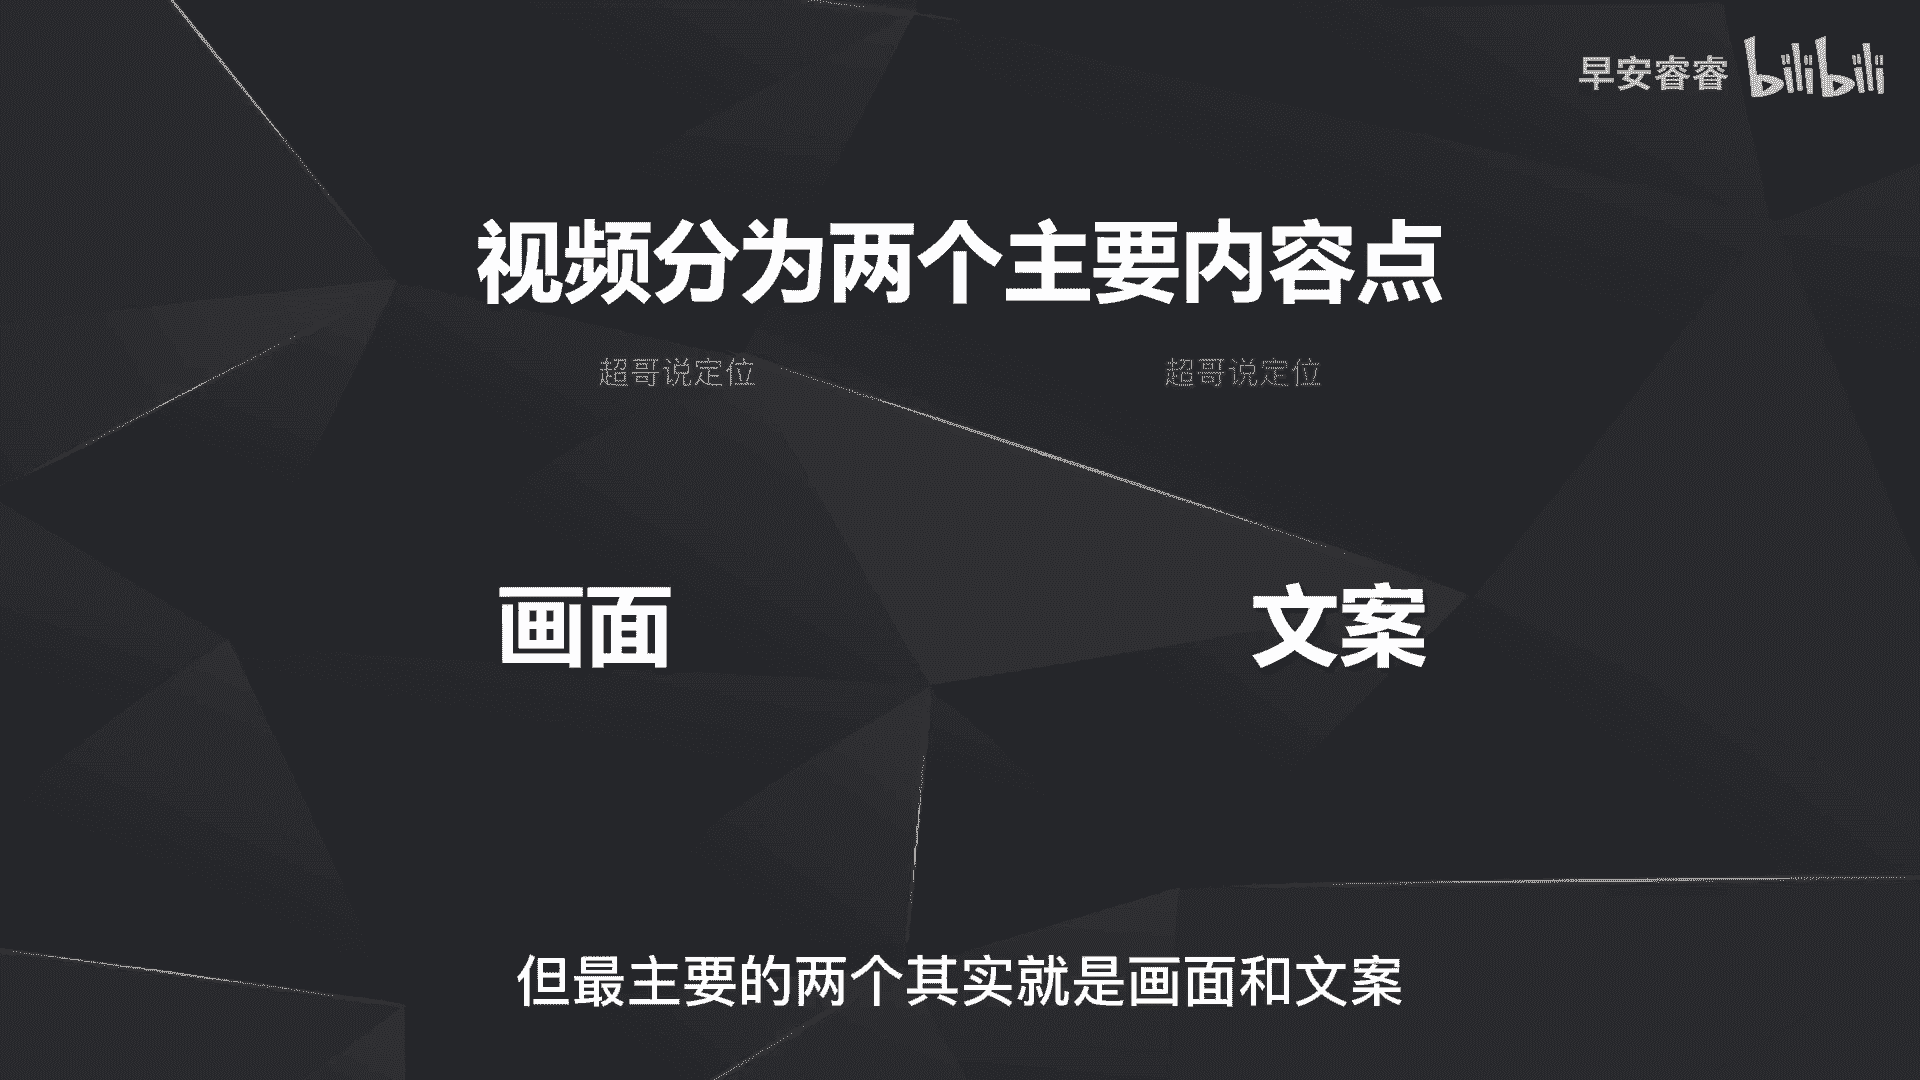 早安睿睿 bilibili
视频分为两个主要内容点
超哥说定位 超哥说定位
画面 文案
但最主要的两个其实就是画面和文案